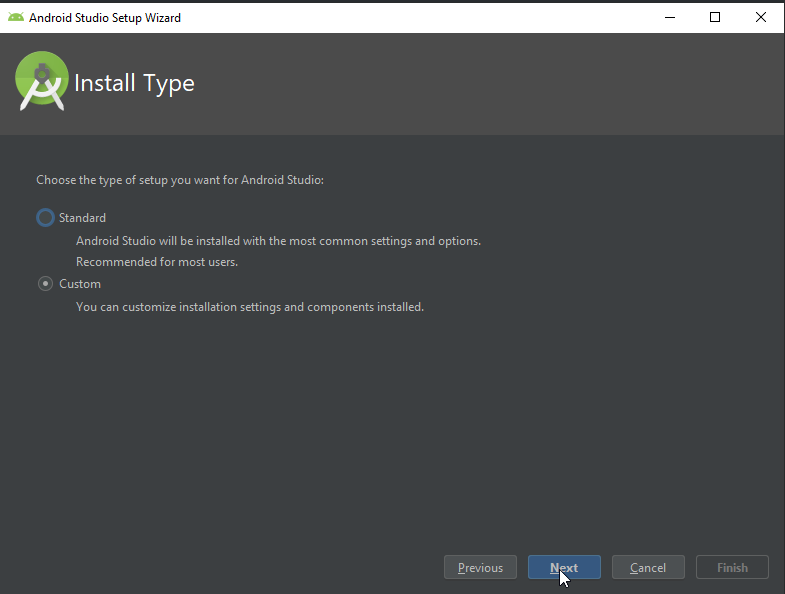 Android Studio Setup Wizard
Install Type
Choose the type of setup you want for Android Studio:
Standard
Android Studio will be installed with the most common settings and options.
Recommended for most users.
Custom
You can customize installation settings and components installed.
Previous Next Cancel Finish